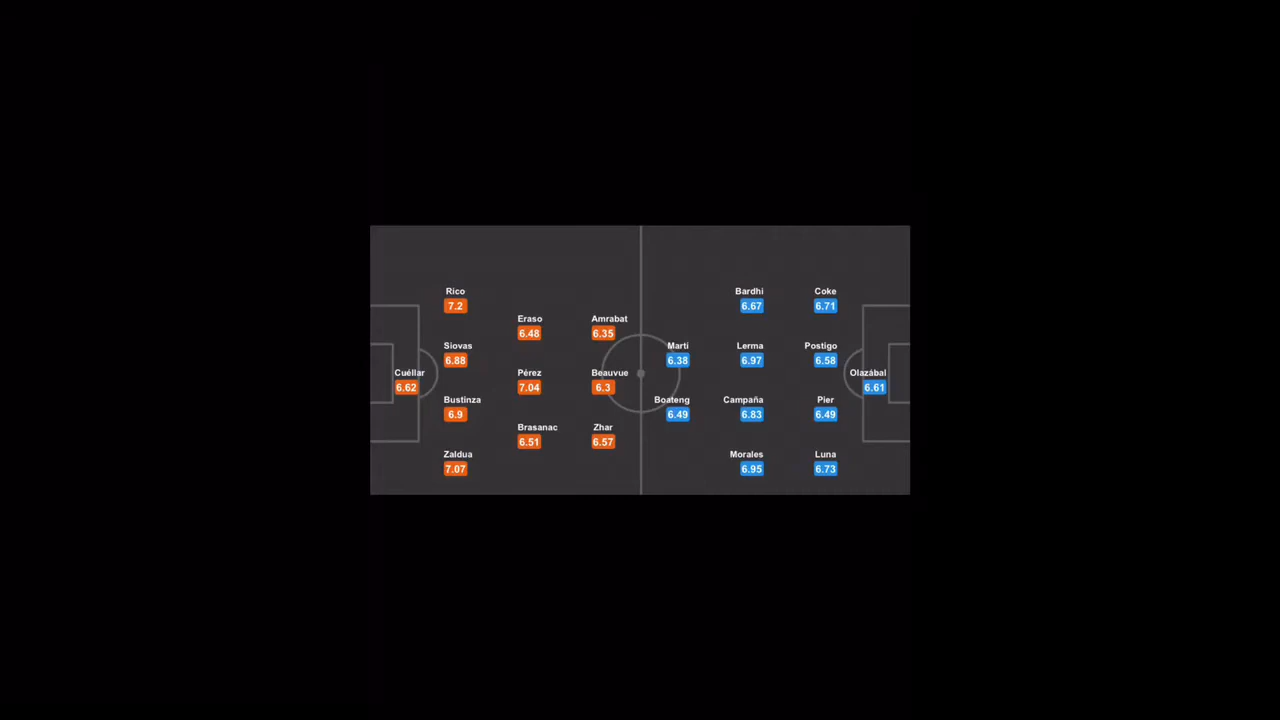 Rico
7.2
Siovas
6.88
Cuéllar
6.62
Bustinza
6.9
Zaldua
7.07
Eraso
6.48
Pérez
7.04
Brasanac
6.51
Amrabat
6.35
Beauvue
6.3
Zhar
6.57
Martí
6.38
Boateng
6.49
Bardhi
6.67
Lerma
6.97
Campaña
6.83
Morales
6.95
Coke
6.71
Postigo
6.58
Pier
6.49
Luna
6.73
Olazábal
6.61